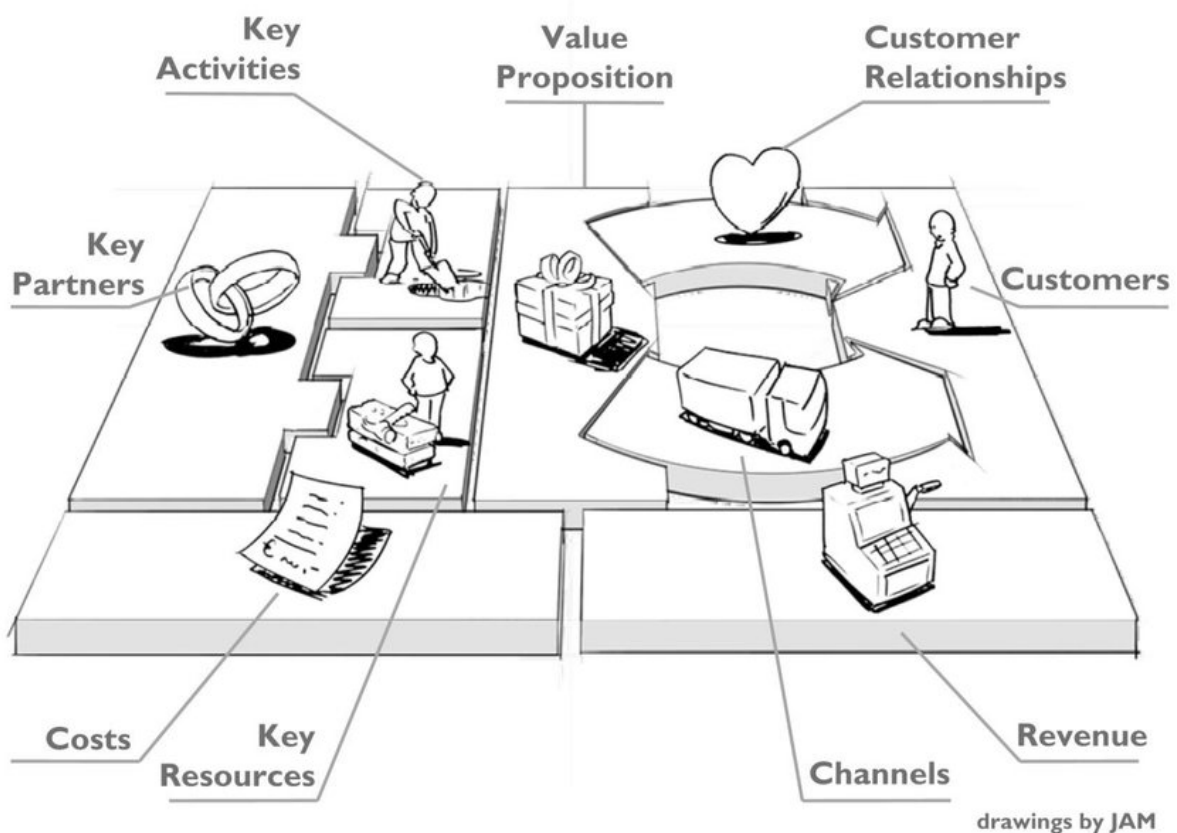 Key
Activities
Value
Proposition
Customer
Relationships
Key
Partners
Customers
Costs
Key
Resources
Channels
Revenue
drawings by JAM